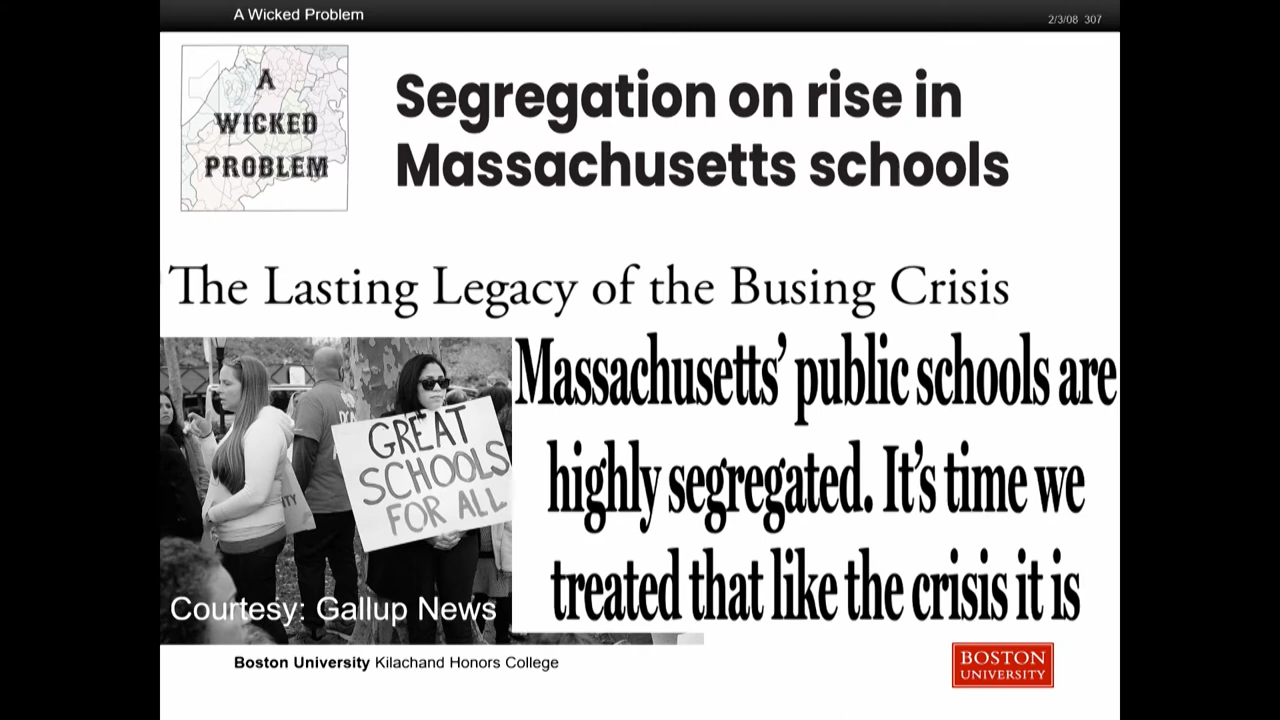 A Wicked Problem
2/3/08 307
A
WICKED
PROBLEM
Segregation on rise in
Massachusetts schools
The Lasting Legacy of the Busing Crisis
GREAT
SCHOOLS
FOR ALL
Massachusetts’ public schools are
highly segregated. It’s time we
treated that like the crisis it is
Courtesy: Gallup News
Boston University Kilachand Honors College
BOSTON
UNIVERSITY